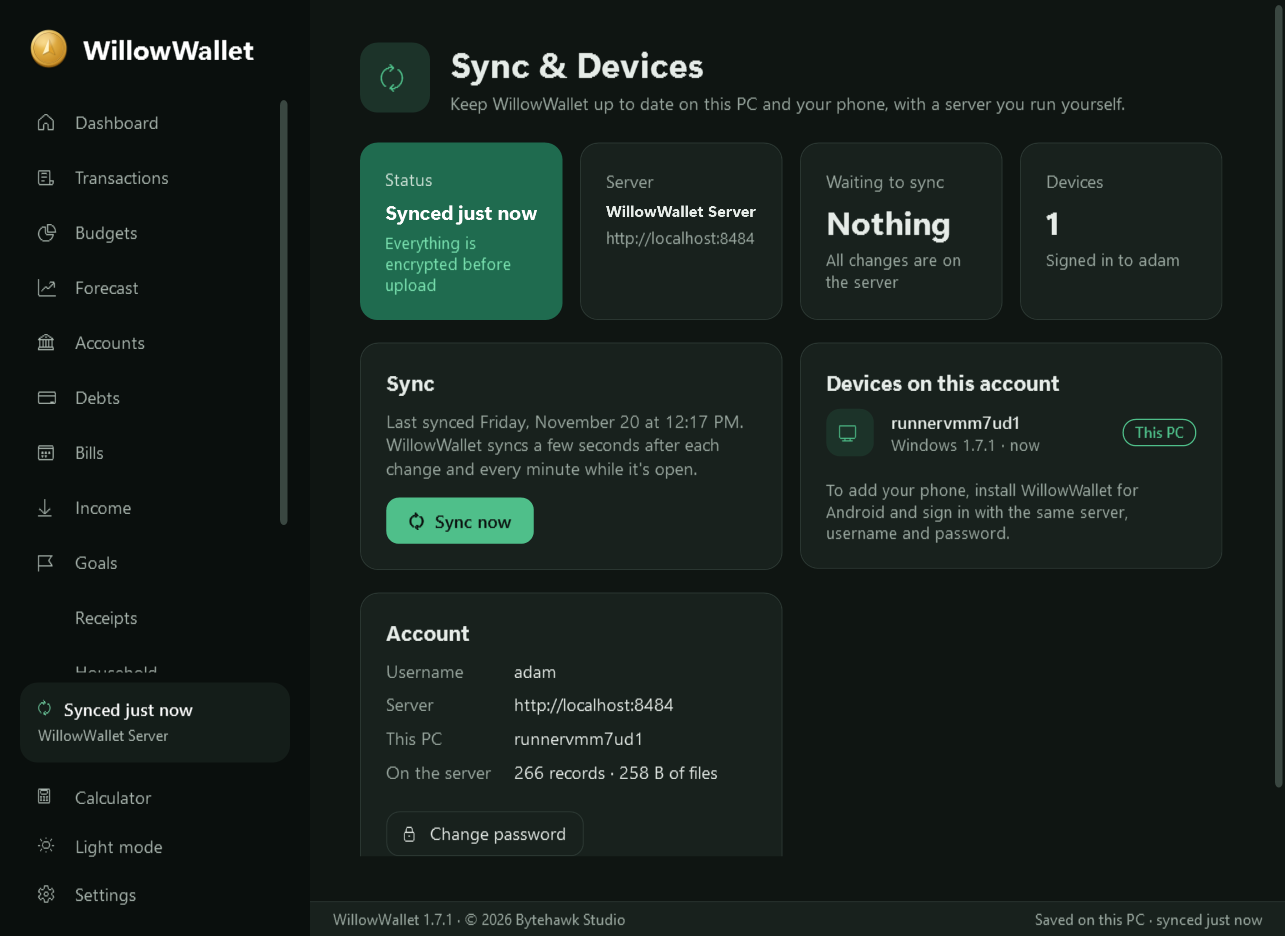 WillowWallet
Dashboard
Transactions
Budgets
Forecast
Accounts
Debts
Bills
Income
Goals
Receipts
Household
Synced just now
WillowWallet Server
Calculator
Light mode
Settings
Sync & Devices
Keep WillowWallet up to date on this PC and your phone, with a server you run yourself.
Status
Synced just now
Everything is
encrypted before
upload
Server
WillowWallet Server
http://localhost:8484
Waiting to sync
Nothing
All changes are on
the server
Devices
1
Signed in to adam
Sync
Last synced Friday, November 20 at 12:17 PM.
WillowWallet syncs a few seconds after each
change and every minute while it's open.
Sync now
Devices on this account
runnervmm7ud1
Windows 1.7.1 · now
This PC
To add your phone, install WillowWallet for
Android and sign in with the same server,
username and password.
Account
Username adam
Server http://localhost:8484
This PC runnervmm7ud1
On the server 266 records · 258 B of files
Change password
WillowWallet 1.7.1 · © 2026 Bytehawk Studio
Saved on this PC · synced just now